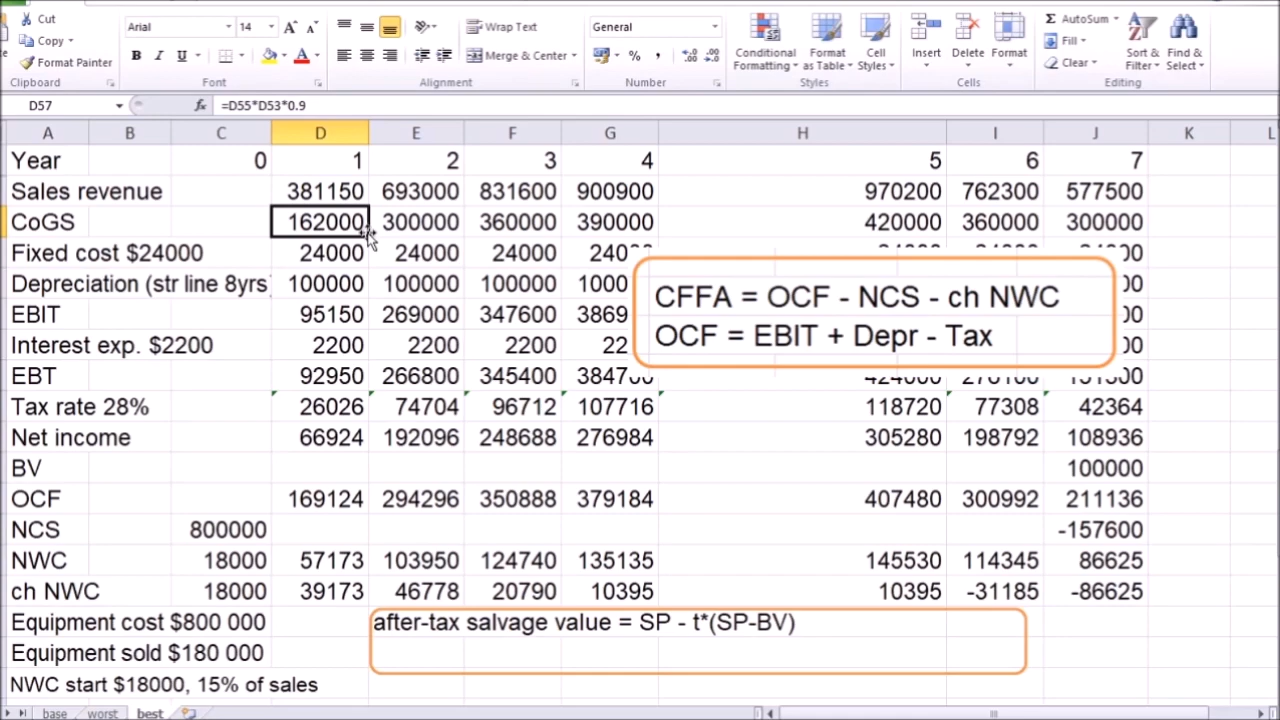 Cut
Copy
Format Painter
Clipboard
Arial 14 A A
B I U A
Font
Wrap Text
Merge & Center
Alignment
General
% ,
Number
Conditional Formatting
Format as Table
Cell Styles
Styles
Insert Delete Format
Cells
AutoSum
Fill
Clear
Sort & Filter
Find & Select
Editing
D57 fx =D55*D53*0.9
A B C D E F G H I J K L
Year 0 1 2 3 4 5 6 7
Sales revenue 381150 693000 831600 900900 970200 762300 577500
CoGS 162000 300000 360000 390000 420000 360000 300000
Fixed cost $24000 24000 24000 24000
Depreciation (str line 8yrs) 100000 100000 100000
EBIT 95150 269000 347600
Interest exp. $2200 2200 2200 2200
EBT 92950 266800 345400
Tax rate 28% 26026 74704 96712 107716 118720 77308 42364
Net income 66924 192096 248688 276984 305280 198792 108936
BV 100000
OCF 169124 294296 350888 379184 407480 300992 211136
NCS 800000 -157600
NWC 18000 57173 103950 124740 135135 145530 114345 86625
ch NWC 18000 39173 46778 20790 10395 10395 -31185 -86625
CFFA = OCF - NCS - ch NWC
OCF = EBIT + Depr - Tax
Equipment cost $800 000 after-tax salvage value = SP - t*(SP-BV)
Equipment sold $180 000
NWC start $18000, 15% of sales
base worst best